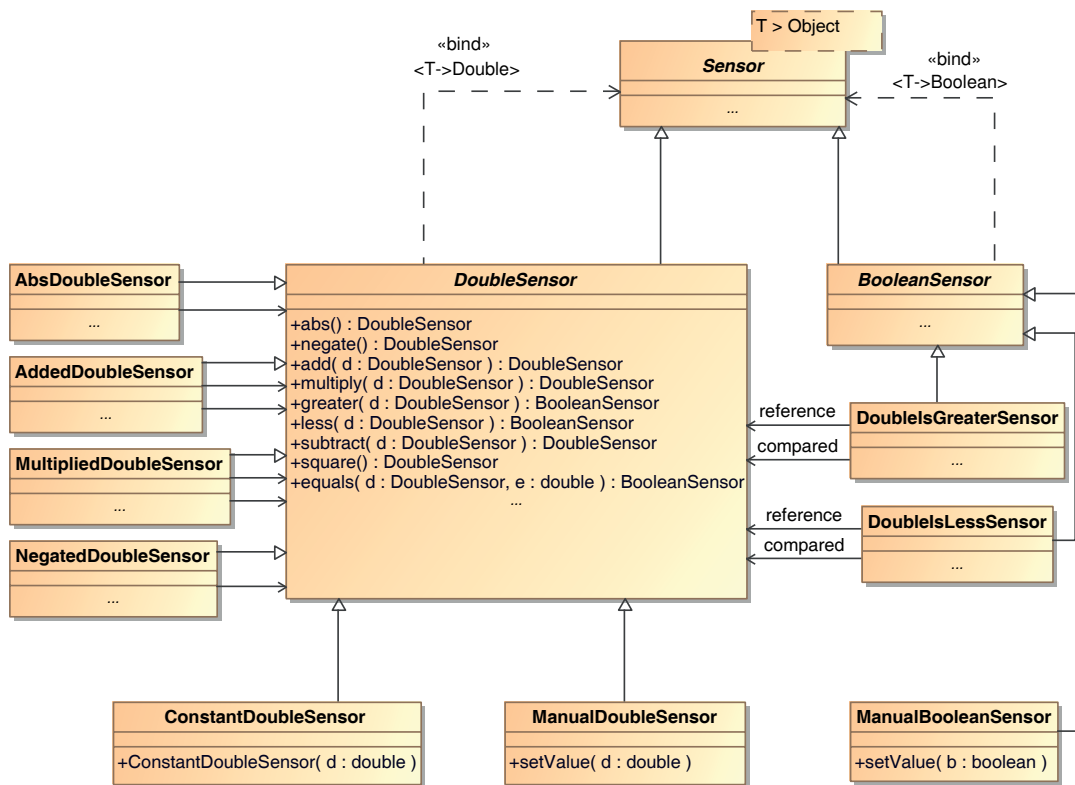 T > Object
«bind»
<T->Double>
Sensor
...
«bind»
<T->Boolean>
AbsDoubleSensor
...
AddedDoubleSensor
...
MultipliedDoubleSensor
...
NegatedDoubleSensor
...
DoubleSensor
+abs() : DoubleSensor
+negate() : DoubleSensor
+add( d : DoubleSensor ) : DoubleSensor
+multiply( d : DoubleSensor ) : DoubleSensor
+greater( d : DoubleSensor ) : BooleanSensor
+less( d : DoubleSensor ) : BooleanSensor
+subtract( d : DoubleSensor ) : DoubleSensor
+square() : DoubleSensor
+equals( d : DoubleSensor, e : double ) : BooleanSensor
...
BooleanSensor
...
reference
compared
DoubleIsGreaterSensor
...
reference
compared
DoubleIsLessSensor
...
ConstantDoubleSensor
+ConstantDoubleSensor( d : double )
ManualDoubleSensor
+setValue( d : double )
ManualBooleanSensor
+setValue( b : boolean )